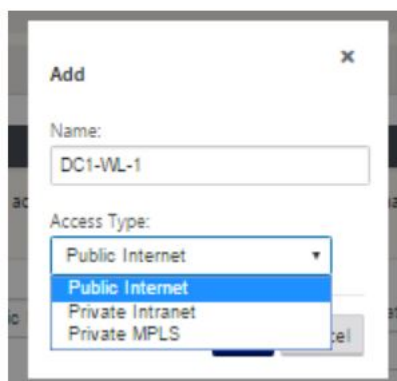 Add
×
Name:
DC1-WL-1
Access Type:
Public Internet
Public Internet
Private Intranet
Private MPLS